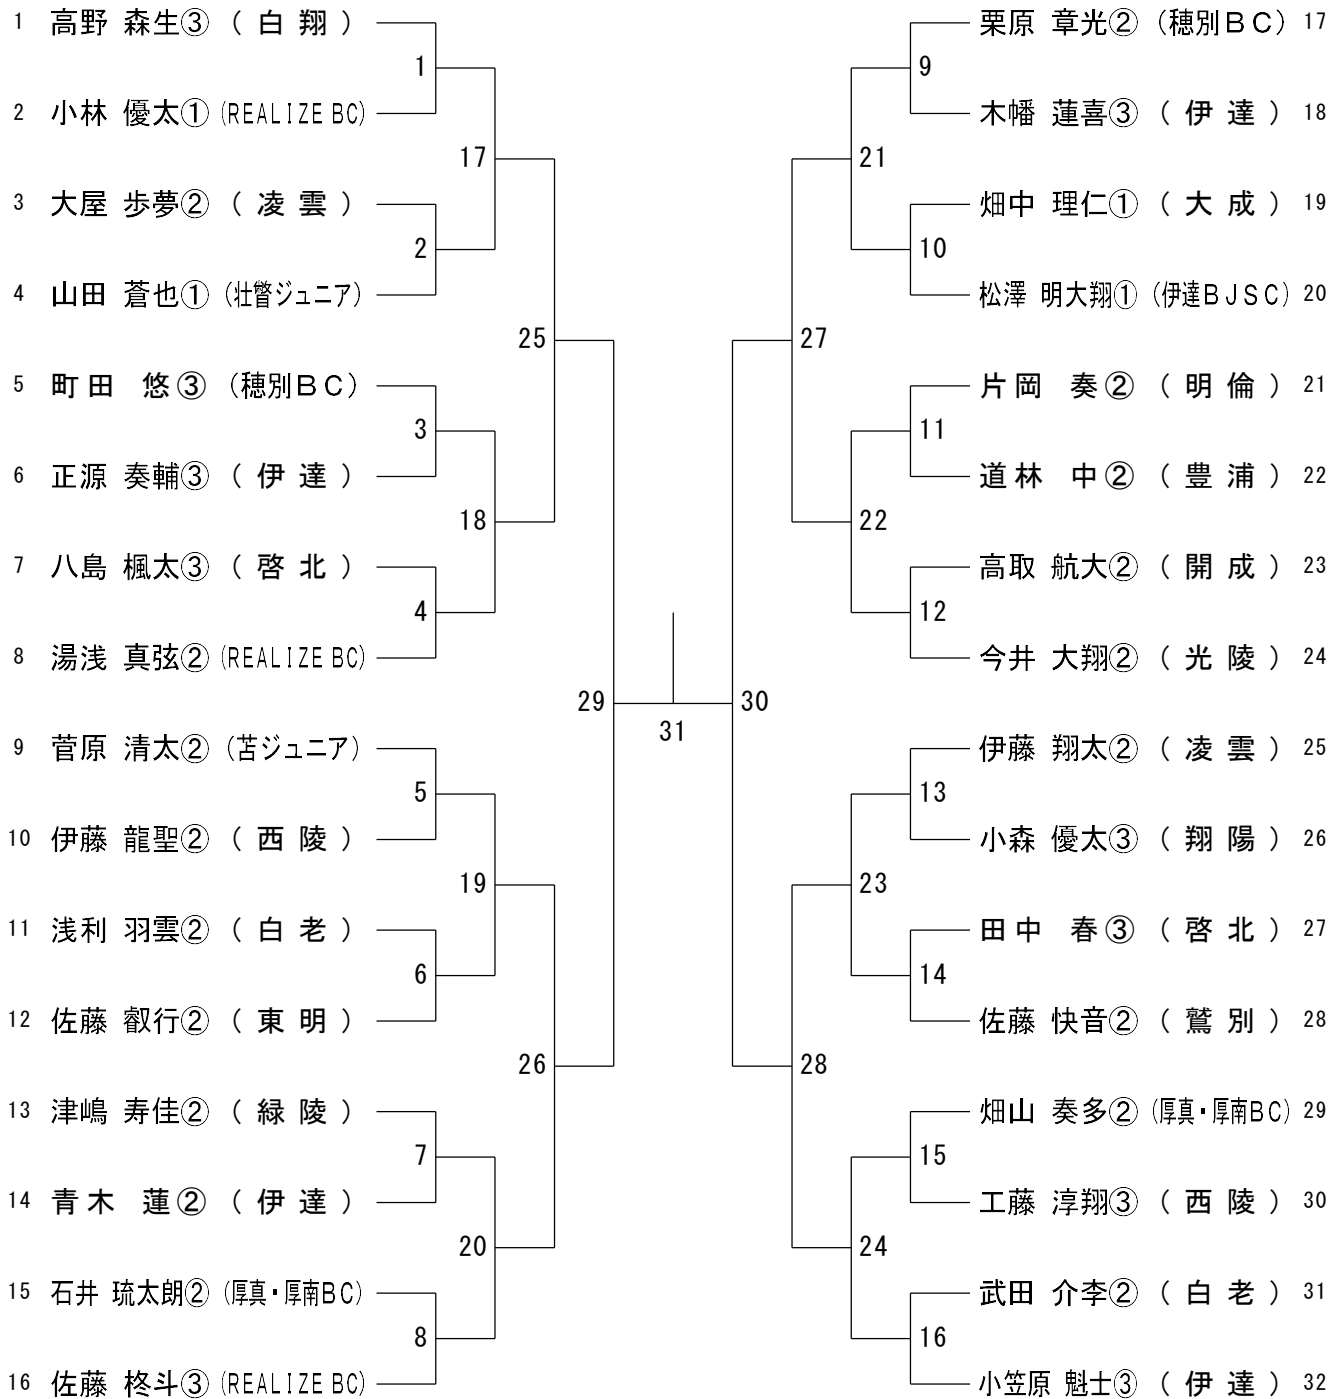 1 高野 森生③ ( 白 翔 )
1
2 小林 優太① (REALIZE BC)
17
3 大屋 歩夢② ( 凌 雲 )
2
4 山田 蒼也① (壮瞥ジュニア)
25
5 町田 悠③ (穂別BC)
3
6 正源 奏輔③ ( 伊 達 )
18
7 八島 楓太③ ( 啓 北 )
4
8 湯浅 真弦② (REALIZE BC)
29
9 菅原 清太② (苫ジュニア)
5
10 伊藤 龍聖② ( 西 陵 )
19
11 浅利 羽雲② ( 白 老 )
6
12 佐藤 叡行② ( 東 明 )
26
13 津嶋 寿佳② ( 緑 陵 )
7
14 青木 蓮② ( 伊 達 )
20
15 石井 琉太朗② (厚真・厚南BC)
8
16 佐藤 柊斗③ (REALIZE BC)
31
栗原 章光② (穂別BC) 17
9
木幡 蓮喜③ ( 伊 達 ) 18
21
畑中 理仁① ( 大 成 ) 19
10
松澤 明大翔① (伊達BJSC) 20
27
片岡 奏② ( 明 倫 ) 21
11
道林 中② ( 豊 浦 ) 22
22
高取 航大② ( 開 成 ) 23
12
今井 大翔② ( 光 陵 ) 24
30
伊藤 翔太② ( 凌 雲 ) 25
13
小森 優太③ ( 翔 陽 ) 26
23
田中 春③ ( 啓 北 ) 27
14
佐藤 快音② ( 鷲 別 ) 28
28
畑山 奏多② (厚真・厚南BC) 29
15
工藤 淳翔③ ( 西 陵 ) 30
24
武田 介李② ( 白 老 ) 31
16
小笠原 魁士③ ( 伊 達 ) 32